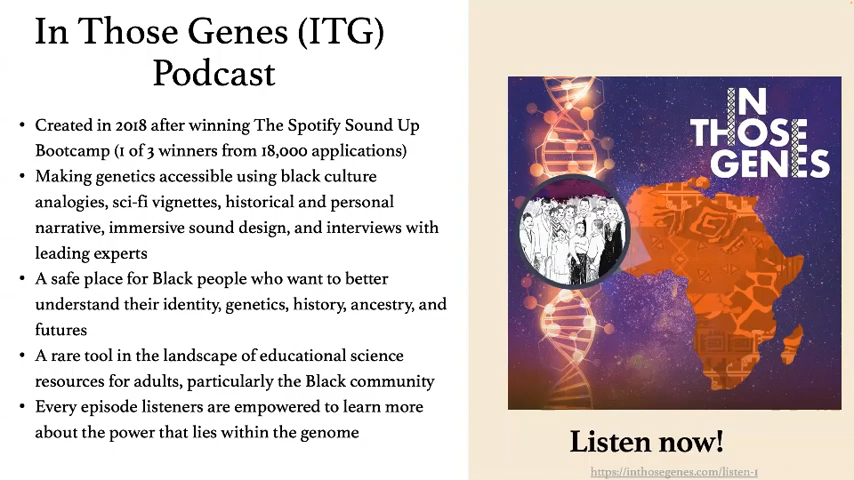 In Those Genes (ITG)
Podcast
• Created in 2018 after winning The Spotify Sound Up
Bootcamp (1 of 3 winners from 18,000 applications)
• Making genetics accessible using black culture
analogies, sci-fi vignettes, historical and personal
narrative, immersive sound design, and interviews with
leading experts
• A safe place for Black people who want to better
understand their identity, genetics, history, ancestry, and
futures
• A rare tool in the landscape of educational science
resources for adults, particularly the Black community
• Every episode listeners are empowered to learn more
about the power that lies within the genome
IN
THOSE
GENES
Listen now!
https://inthosegenes.com/listen-1